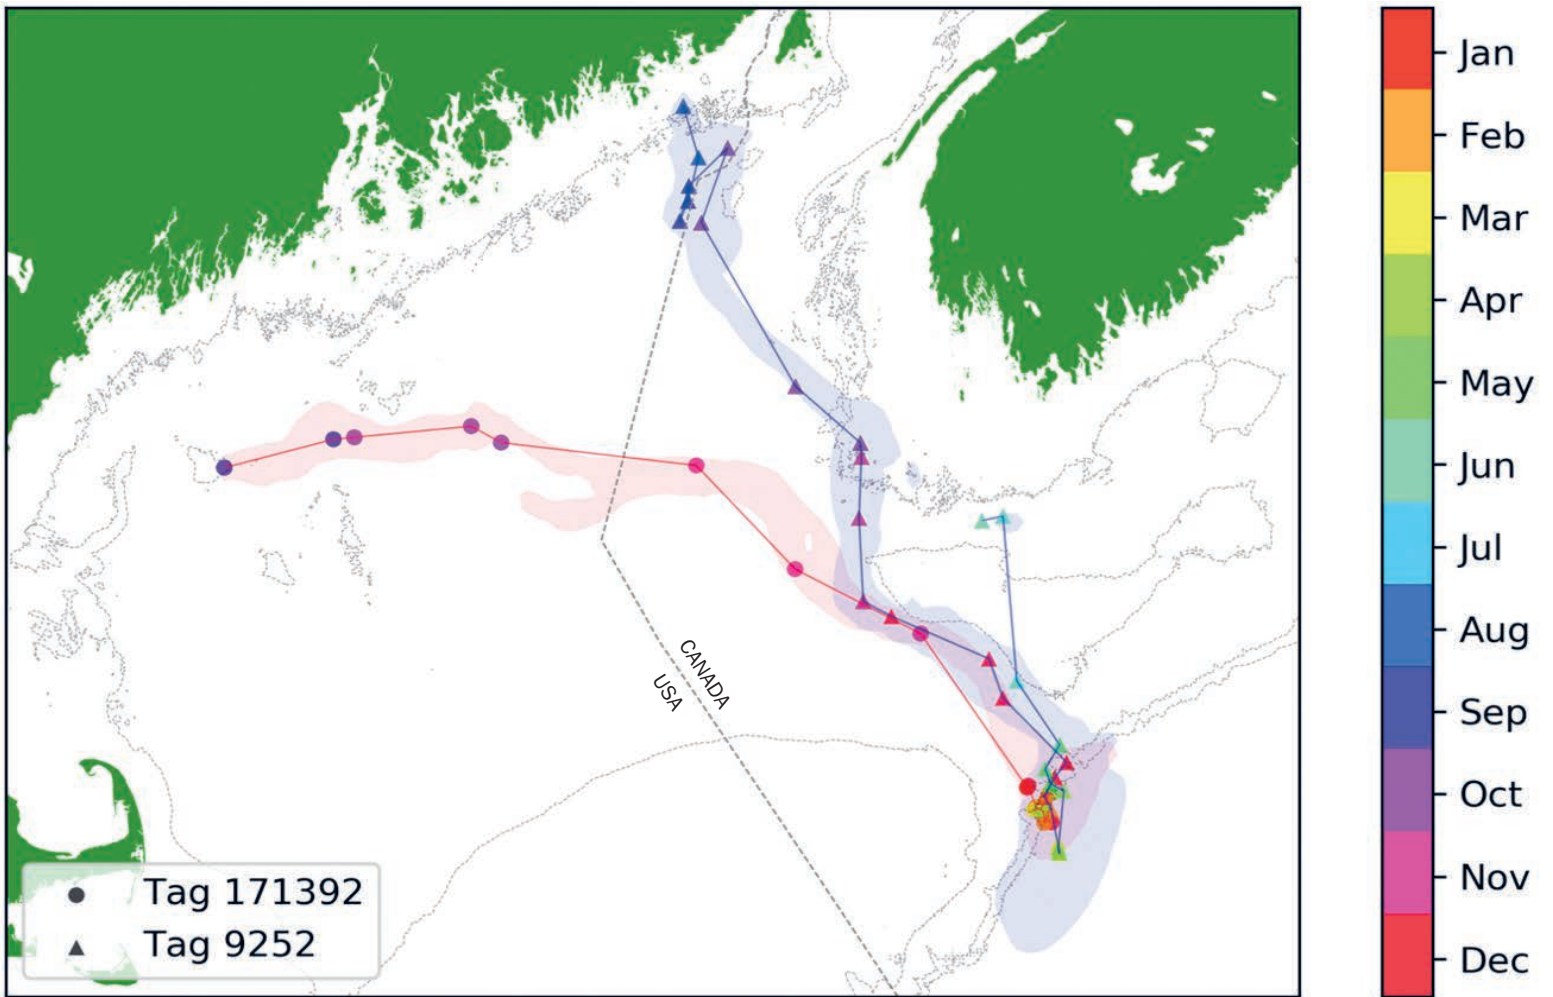 CANADA
USA
Tag 171392
Tag 9252
Jan
Feb
Mar
Apr
May
Jun
Jul
Aug
Sep
Oct
Nov
Dec